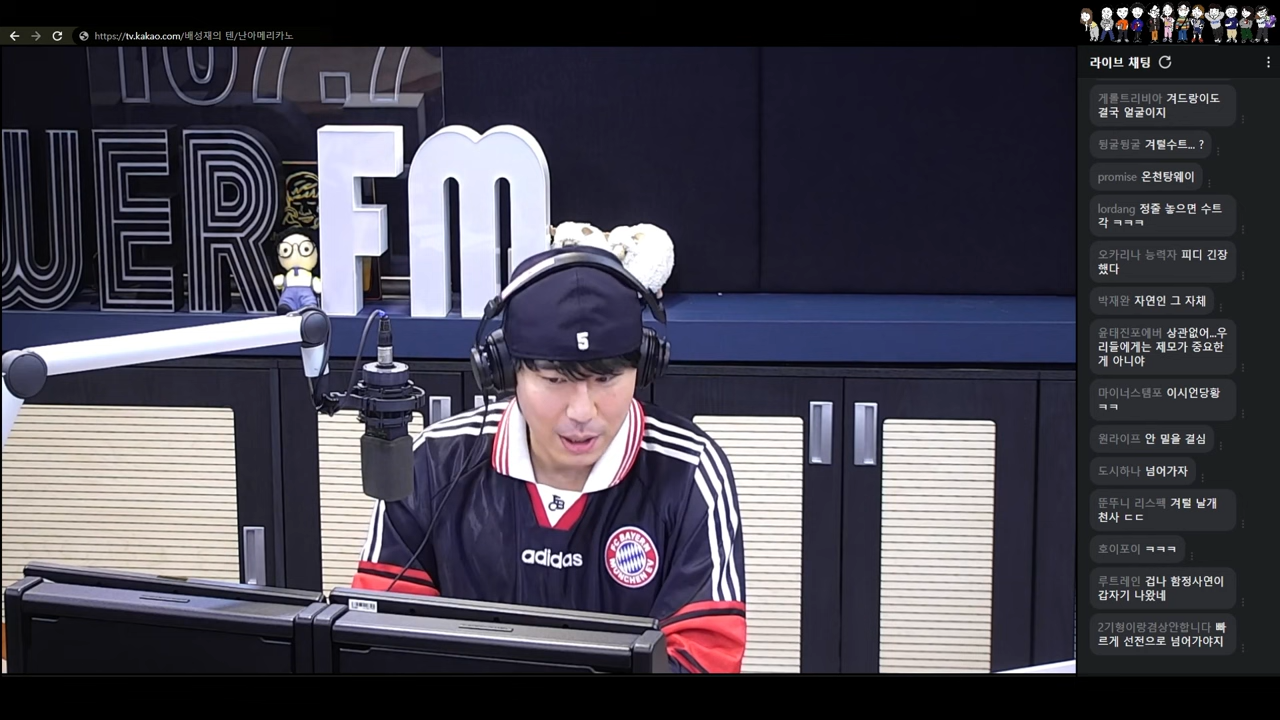 https://tv.kakao.com/배성재의 텐/난아메리카노
107.7
WER FM
5
adidas
FC BAYERN
MÜNCHEN
라이브 채팅
게롤트리비아 겨드랑이도
결국 얼굴이지
뒹굴뒹굴 겨털수트... ?
promise 온천탕웨이
lordang 정줄 놓으면 수트
각 ㅋㅋㅋ
오카리나 능력자 피디 긴장
했다
박재완 자연인 그 자체
윤태진포에버 상관없어...우
리들에게는 제모가 중요한
게 아니야
마이너스템포 이시언당황
ㅋㅋ
원라이프 안 밀을 결심
도시하나 넘어가자
뚠뚜니 리스펙 겨털 날개
천사 ㄷㄷ
호이포이 ㅋㅋㅋ
루트레인 겁나 함정사연이
갑자기 나왔네
2기형이랑겸상안합니다 빠
르게 선전으로 넘어가야지